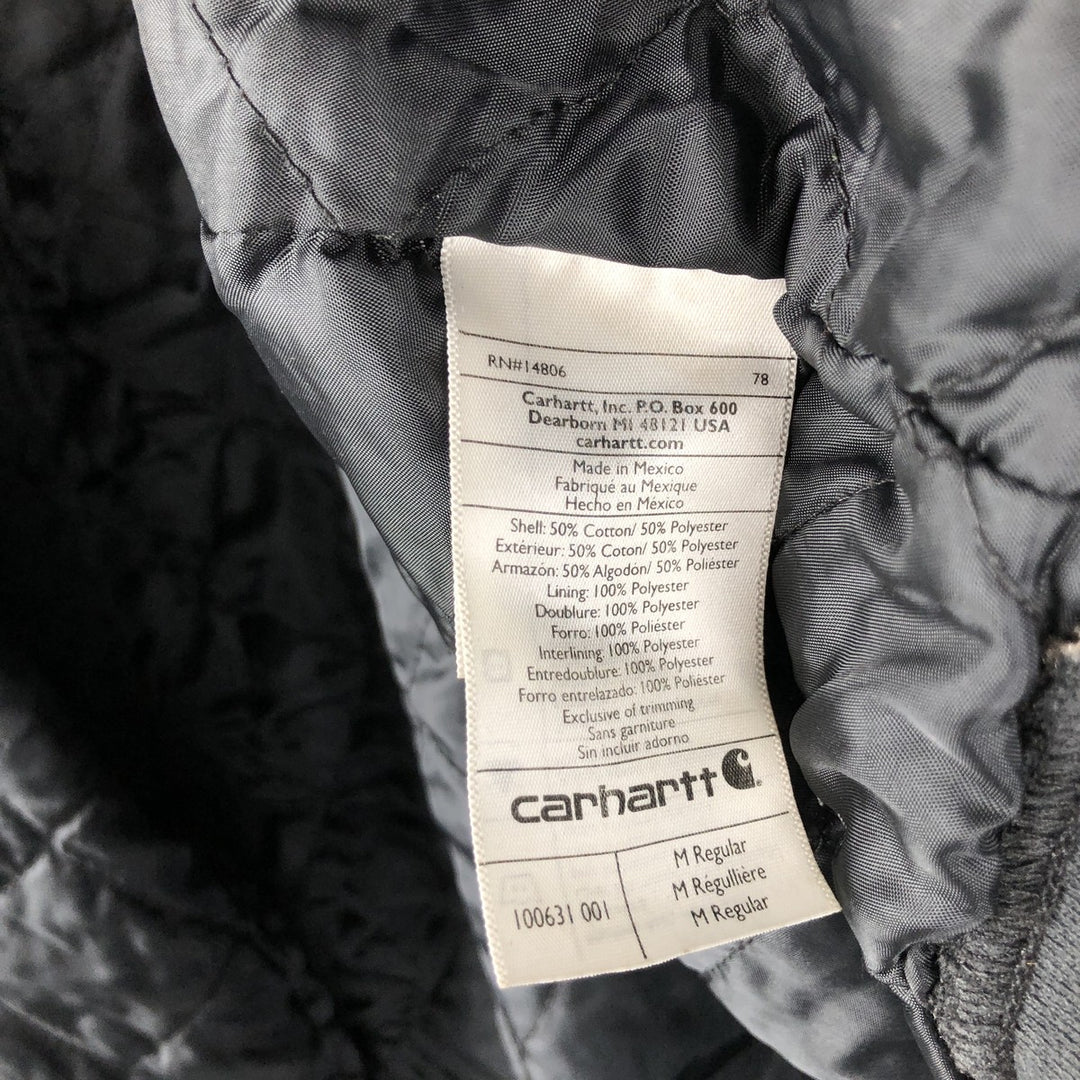 RN#14806 78
Carhartt, Inc. P.O. Box 600
Dearborn MI 48121 USA
carhartt.com
Made in Mexico
Fabriqué au Mexique
Hecho en México
Shell: 50% Cotton/ 50% Polyester
Extérieur: 50% Coton/ 50% Polyester
Armazón: 50% Algodón/ 50% Poliéster
Lining: 100% Polyester
Doublure: 100% Polyester
Forro: 100% Poliéster
Interlining 100% Polyester
Entredoublure: 100% Polyester
Forro entrelazado: 100% Poliéster
Exclusive of trimming
Sans garniture
Sin incluir adorno
carhartt
M Regular
M Régullière
100631 001 M Regular